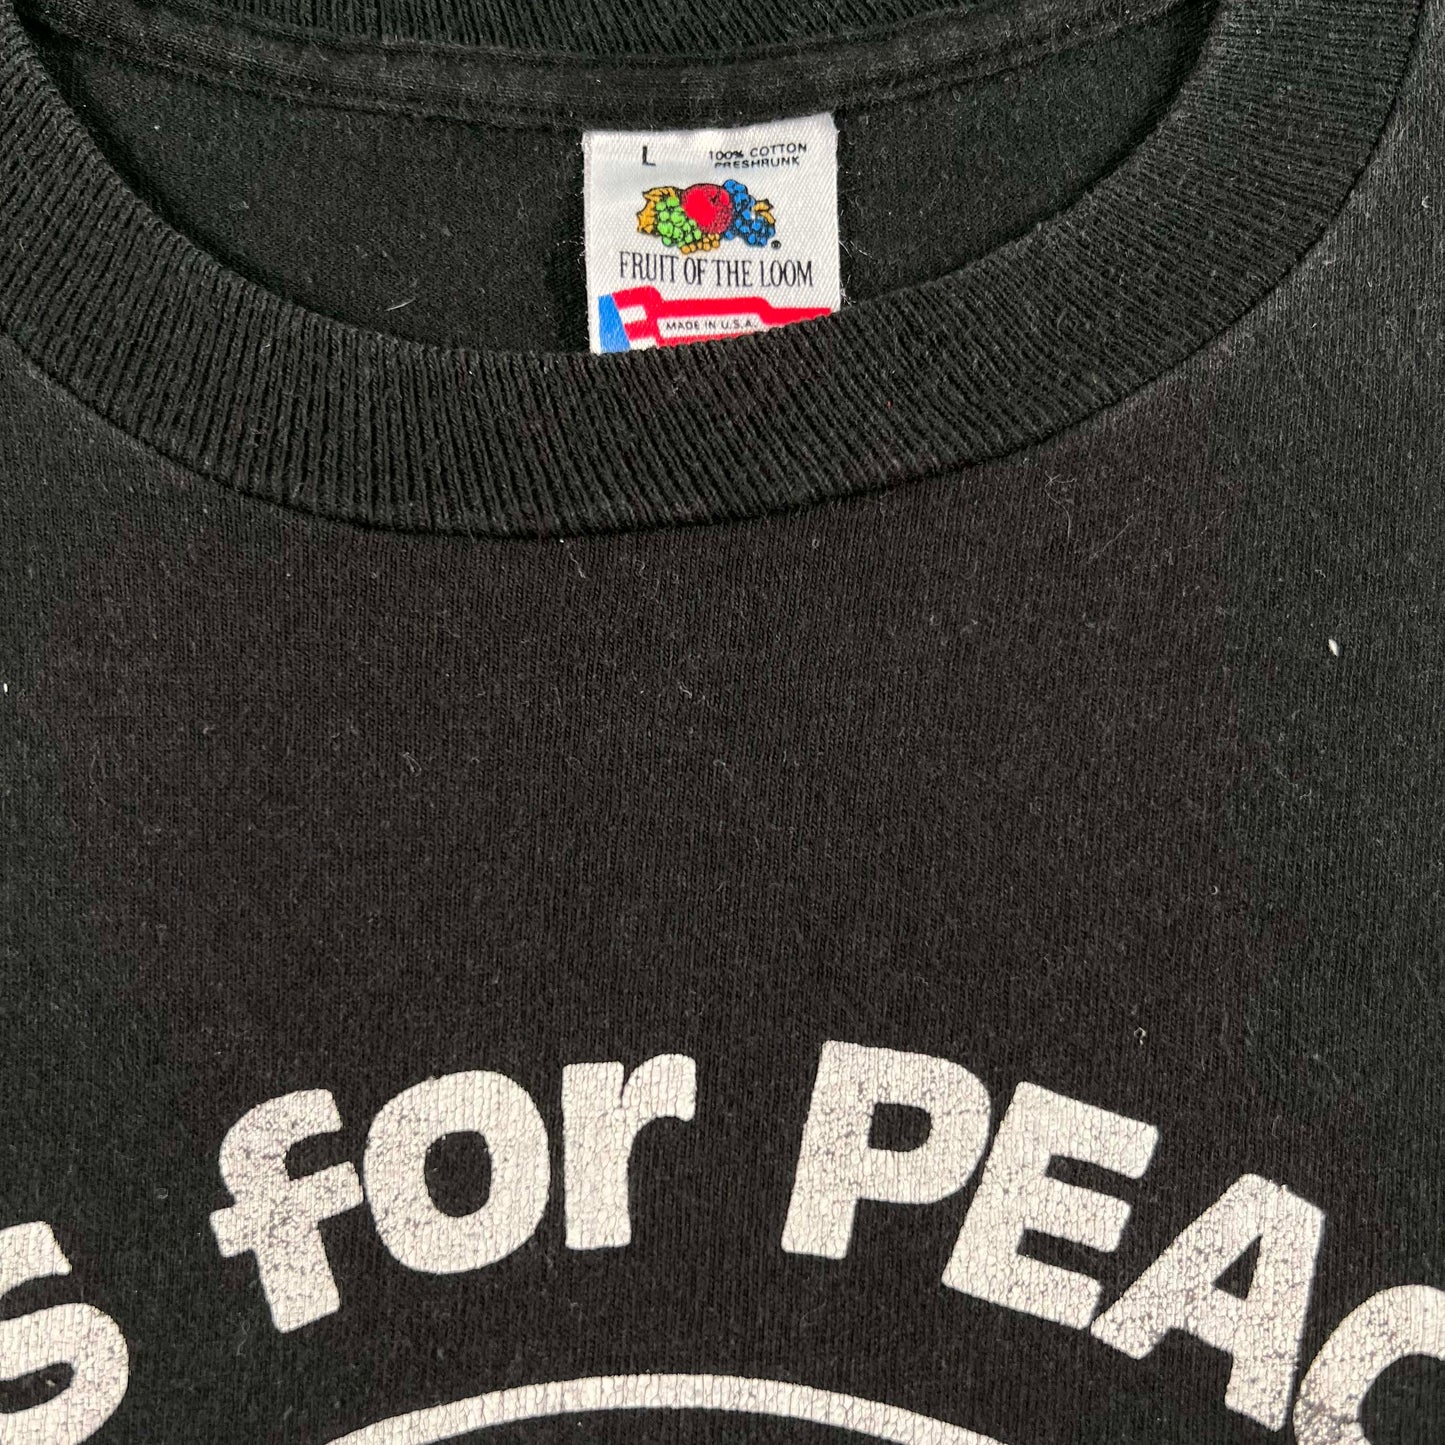 L 100% COTTON
PRESHRUNK
FRUIT OF THE LOOM
MADE IN U.S.A.
s for PEAC